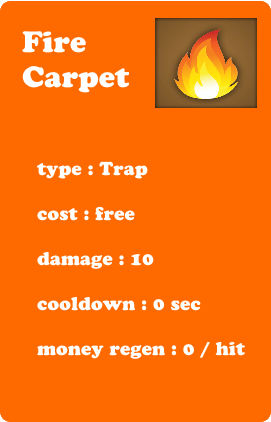 Fire
Carpet
type : Trap
cost : free
damage : 10
cooldown : 0 sec
money regen : 0 / hit